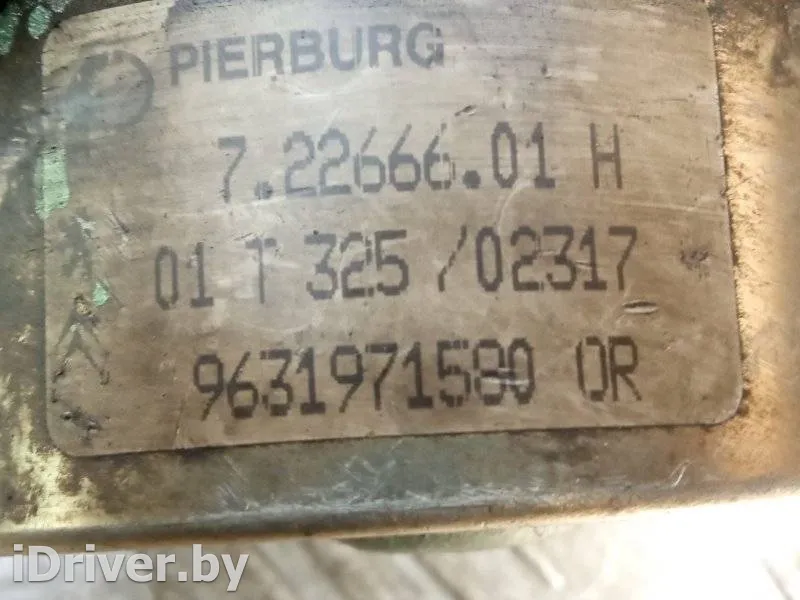 PIERBURG
7.22666.01 H
01 T 325 /02317
9631971580 OR
iDriver.by